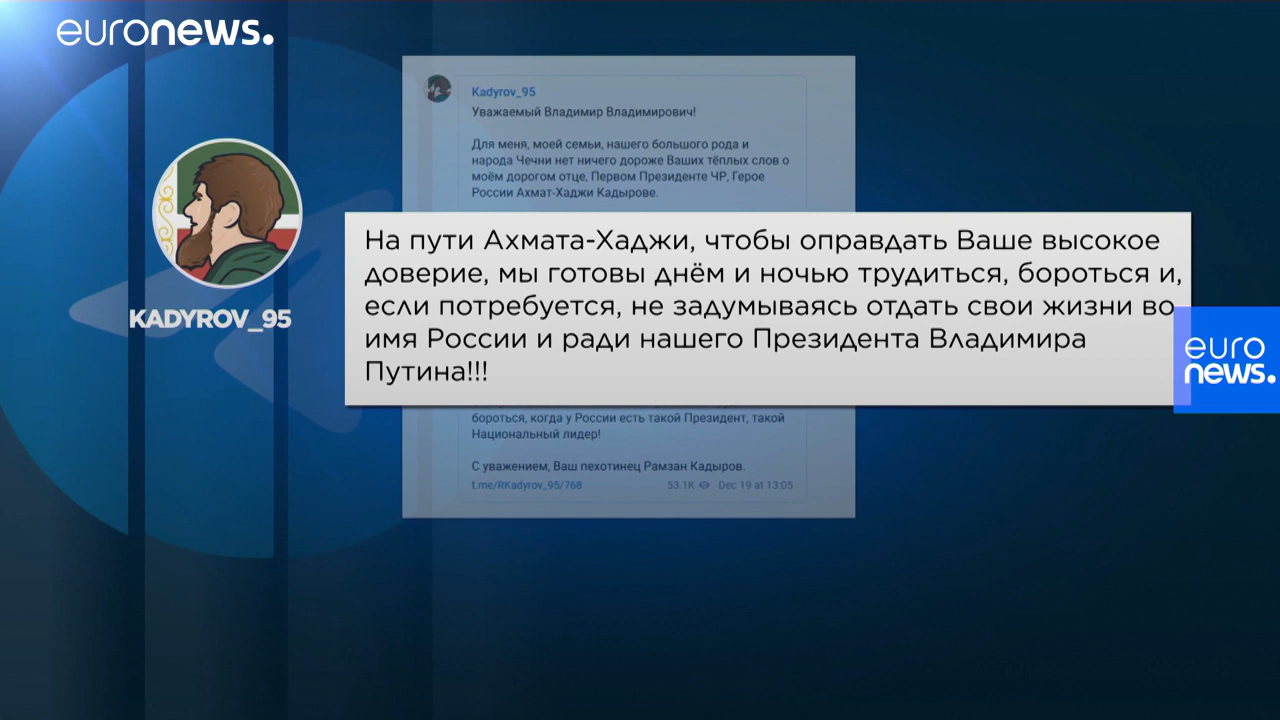 euronews.
Kadyrov_95
Уважаемый Владимир Владимирович!
Для меня, моей семьи, нашего большого рода и
народа Чечни нет ничего дороже Ваших тёплых слов о
моём дорогом отце, Первом Президенте ЧР, Герое
России Ахмат-Хаджи Кадырове.
На пути Ахмата-Хаджи, чтобы оправдать Ваше высокое
доверие, мы готовы днём и ночью трудиться, бороться и,
если потребуется, не задумываясь отдать свои жизни во
имя России и ради нашего Президента Владимира
Путина!!!
KADYROV_95
euro
news.
бороться, когда у России есть такой Президент, такой
Национальный лидер!
С уважением, Ваш пехотинец Рамзан Кадыров.
t.me/RKadyrov_95/768 53.1K Dec 19 at 13:05